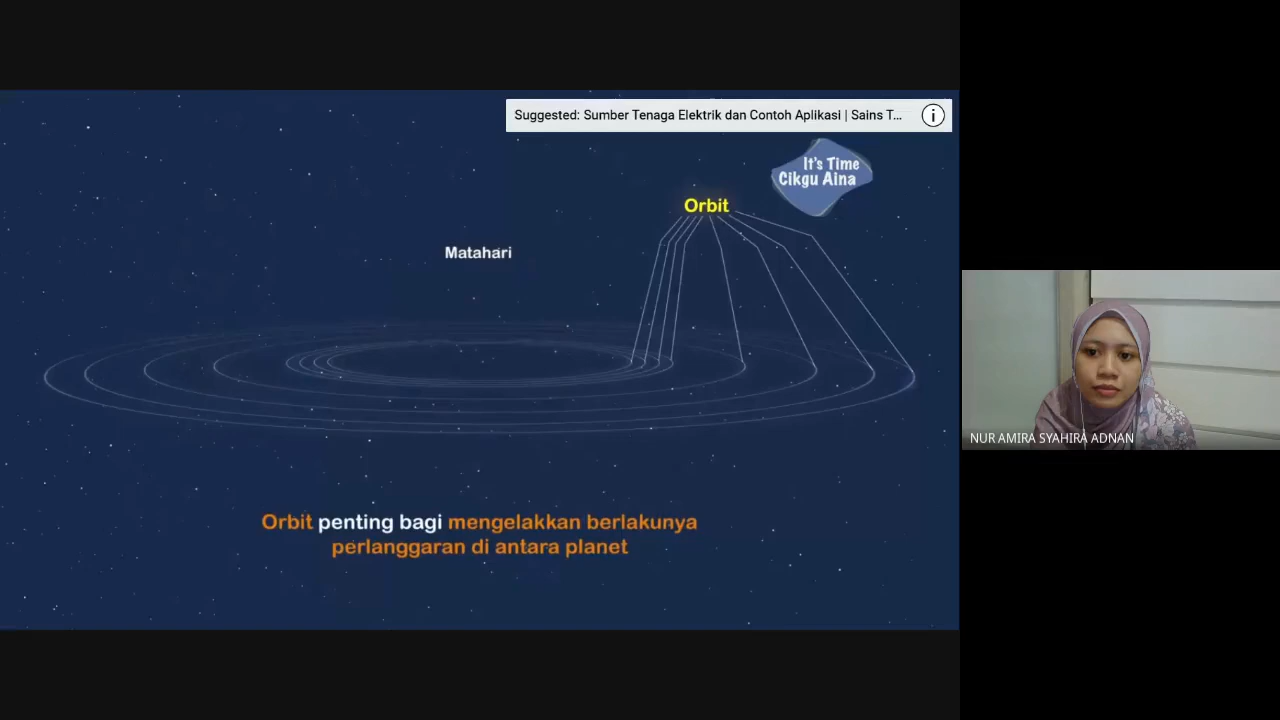 Suggested: Sumber Tenaga Elektrik dan Contoh Aplikasi | Sains T...
It's Time
Cikgu Aina
Orbit
Matahari
Orbit penting bagi mengelakkan berlakunya
perlanggaran di antara planet
NUR AMIRA SYAHIRA ADNAN